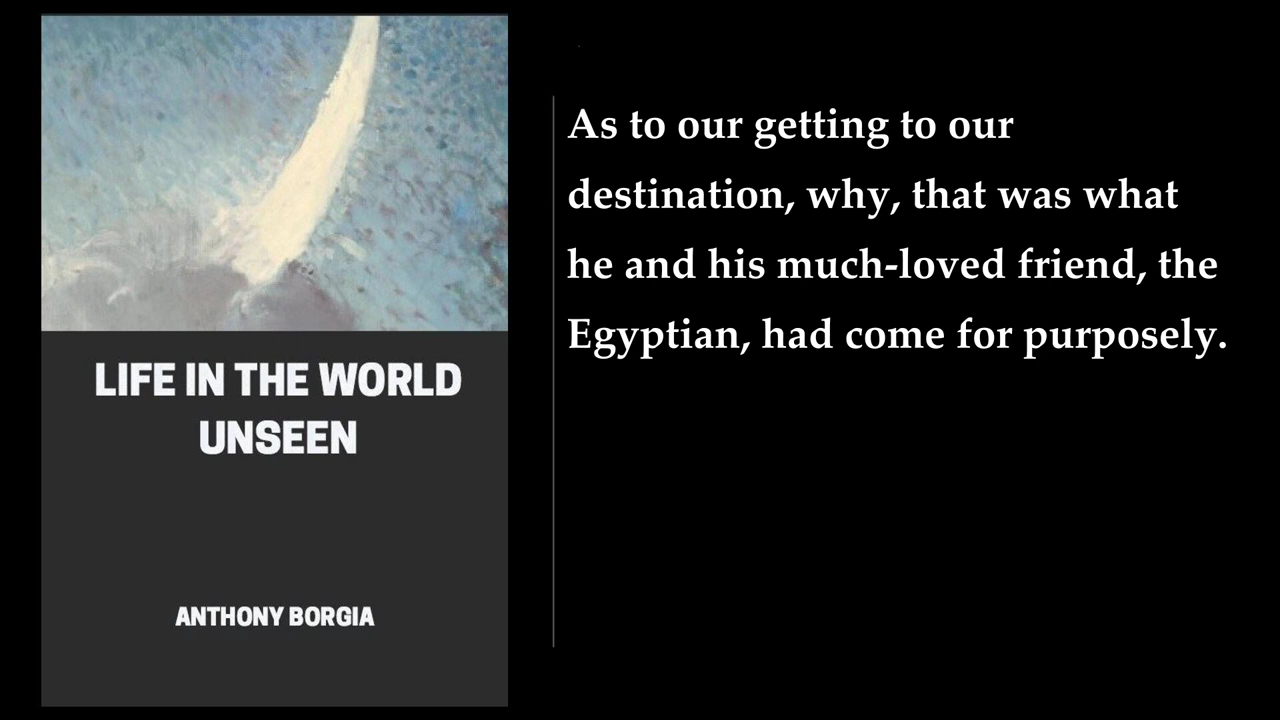 LIFE IN THE WORLD
UNSEEN
ANTHONY BORGIA
As to our getting to our
destination, why, that was what
he and his much-loved friend, the
Egyptian, had come for purposely.